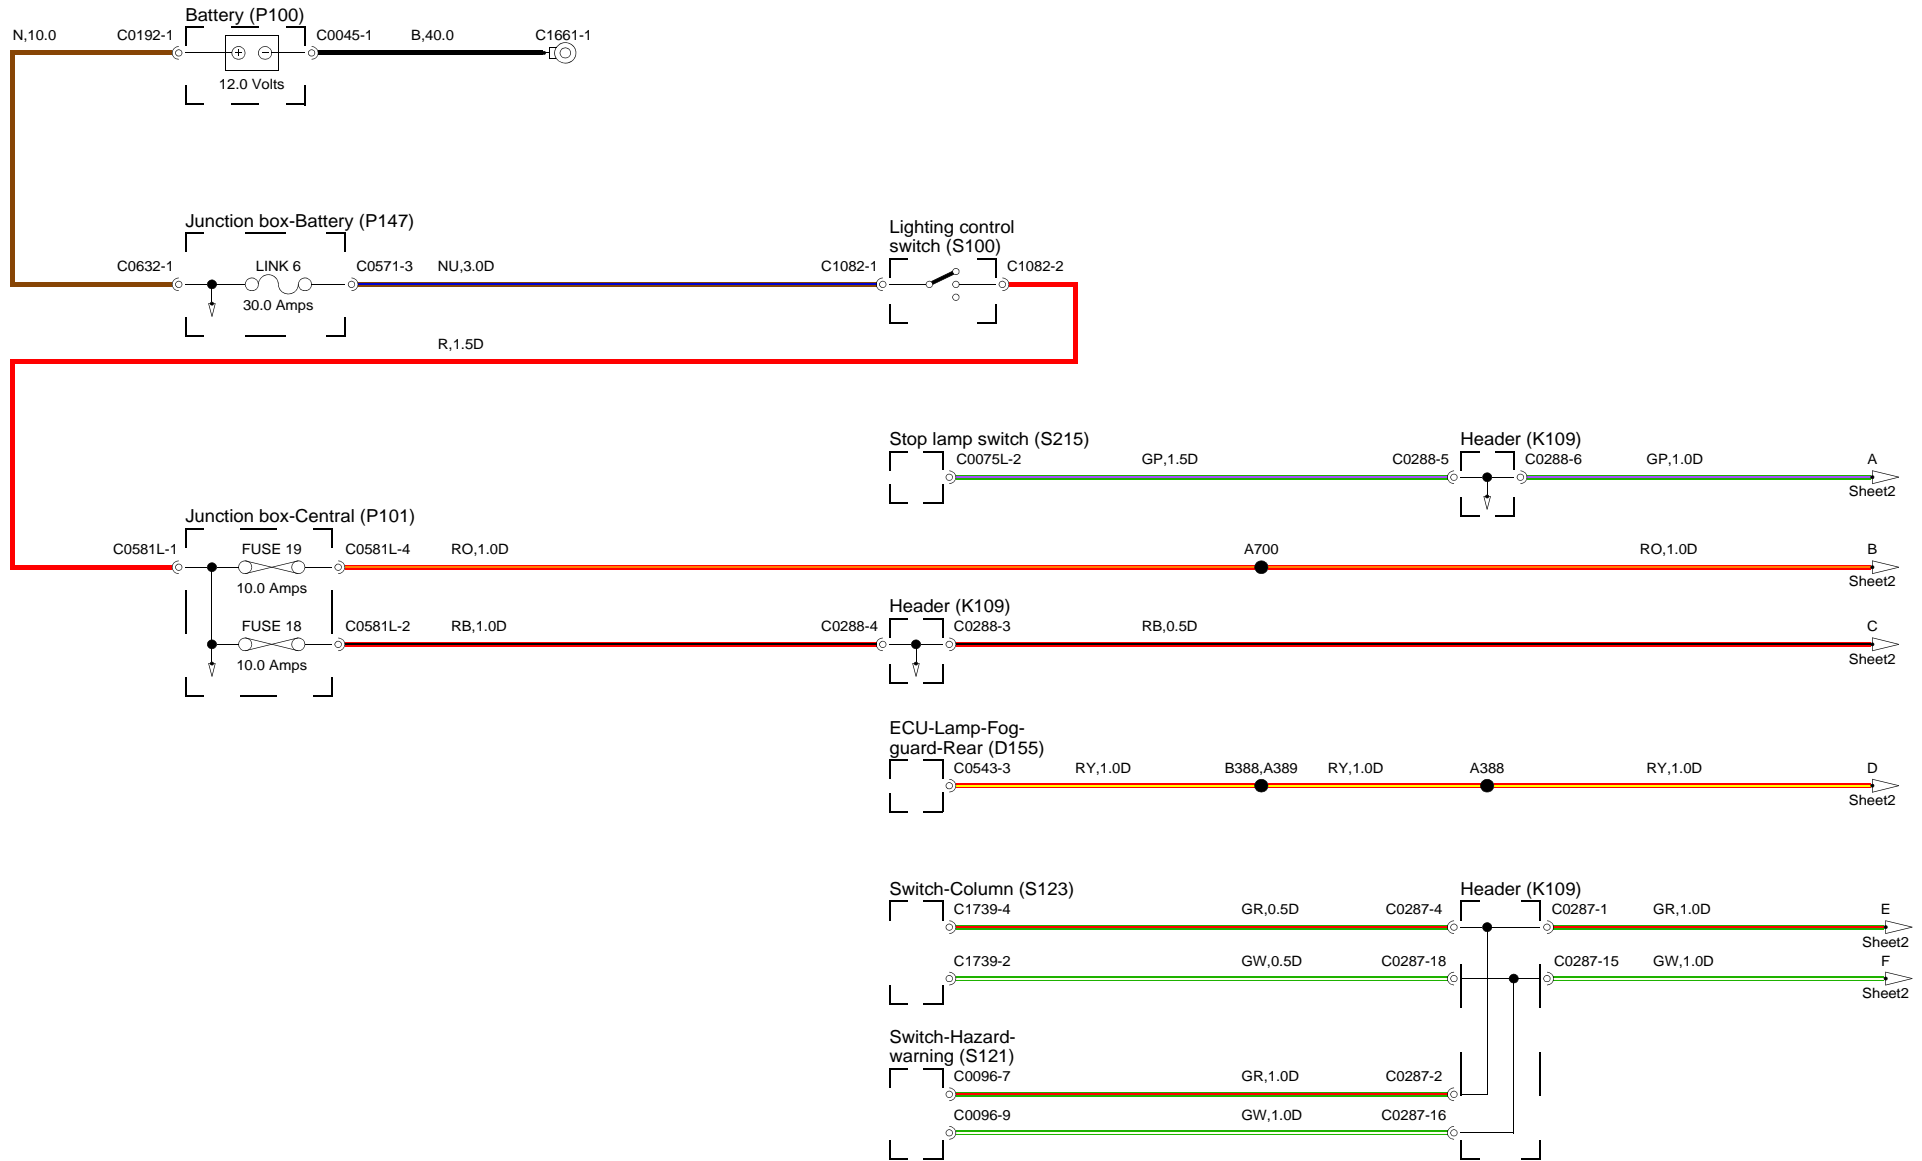 Battery (P100)
N,10.0 C0192-1 C0045-1 B,40.0 C1661-1
12.0 Volts
Junction box-Battery (P147)
Lighting control
switch (S100)
C0632-1 LINK 6 C0571-3 NU,3.0D C1082-1 C1082-2
30.0 Amps
R,1.5D
Stop lamp switch (S215) Header (K109)
C0075L-2 GP,1.5D C0288-5 C0288-6 GP,1.0D A
Sheet2
Junction box-Central (P101)
C0581L-1 FUSE 19 C0581L-4 RO,1.0D A700 RO,1.0D B
10.0 Amps Sheet2
Header (K109)
FUSE 18 C0581L-2 RB,1.0D C0288-4 C0288-3 RB,0.5D C
10.0 Amps Sheet2
ECU-Lamp-Fog-
guard-Rear (D155)
C0543-3 RY,1.0D B388,A389 RY,1.0D A388 RY,1.0D D
Sheet2
Switch-Column (S123) Header (K109)
C1739-4 GR,0.5D C0287-4 C0287-1 GR,1.0D E
Sheet2
C1739-2 GW,0.5D C0287-18 C0287-15 GW,1.0D F
Sheet2
Switch-Hazard-
warning (S121)
C0096-7 GR,1.0D C0287-2
C0096-9 GW,1.0D C0287-16